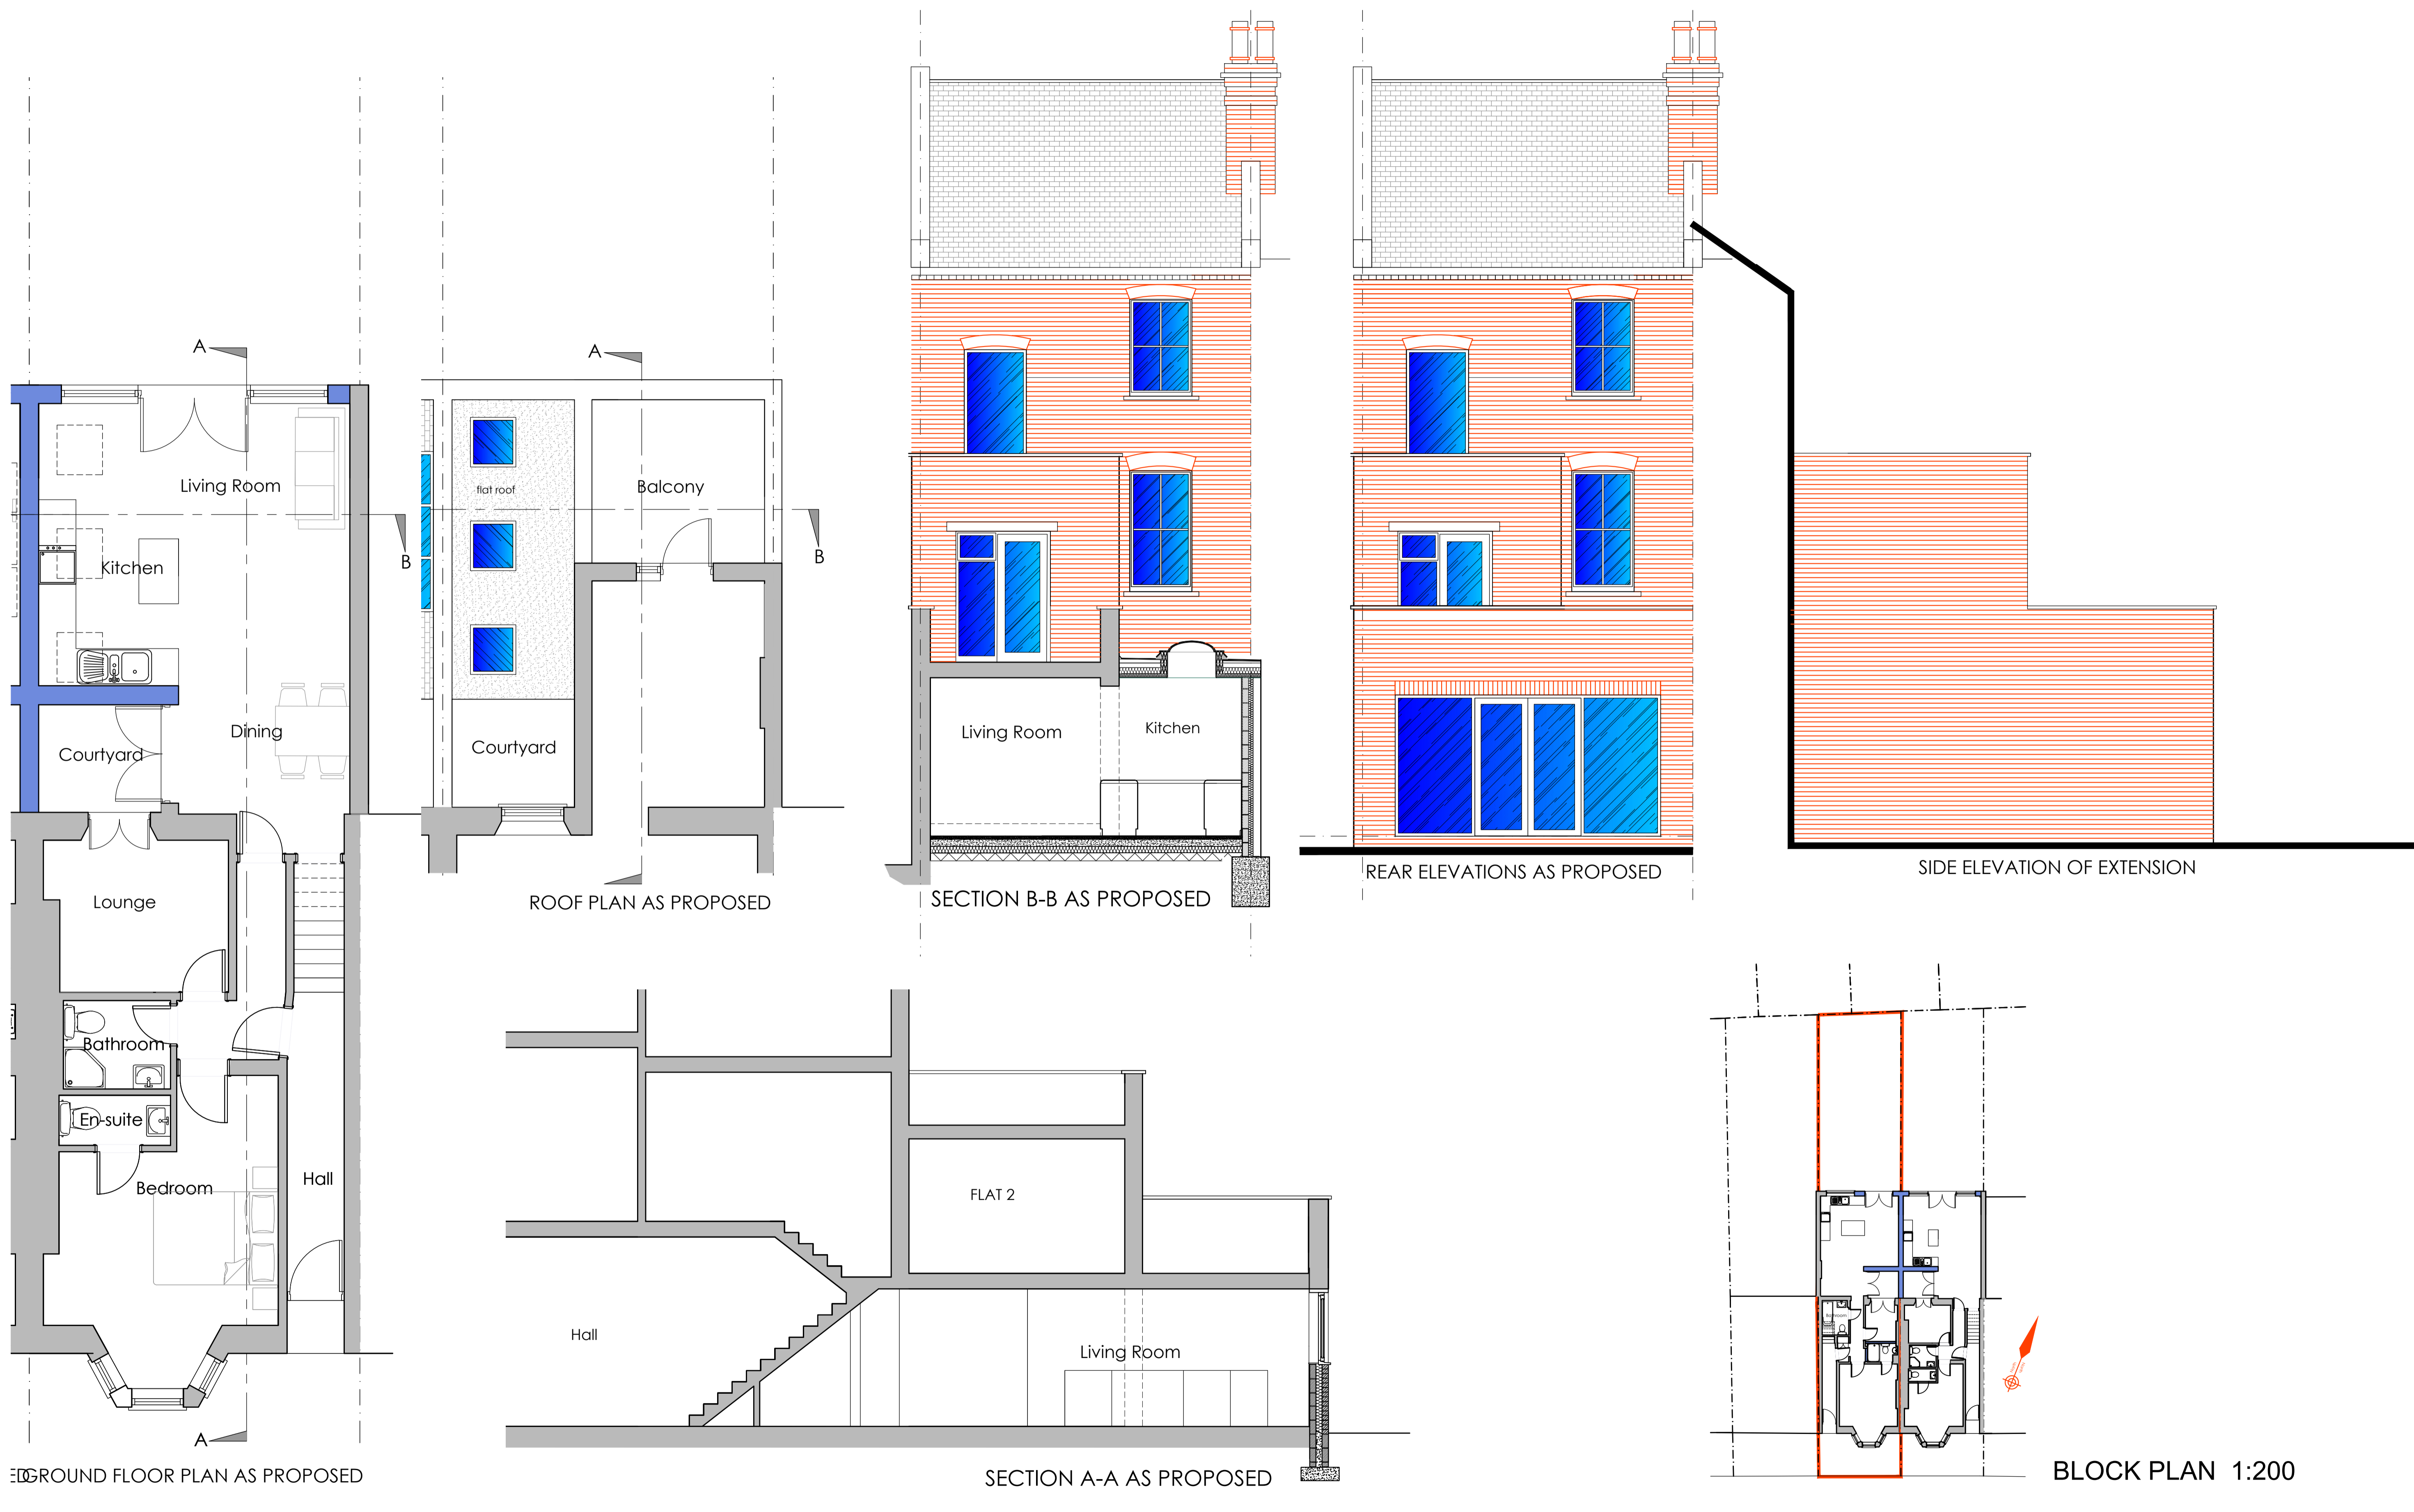 A
Living Room
B
Kitchen
Dining
Courtyard
Lounge
Bathroom
En-suite
Bedroom
Hall
A
GROUND FLOOR PLAN AS PROPOSED
A
flat roof
Balcony
B
Courtyard
ROOF PLAN AS PROPOSED
Living Room
Kitchen
SECTION B-B AS PROPOSED
REAR ELEVATIONS AS PROPOSED
SIDE ELEVATION OF EXTENSION
FLAT 2
Hall
Living Room
SECTION A-A AS PROPOSED
Bathroom
BLOCK PLAN 1:200